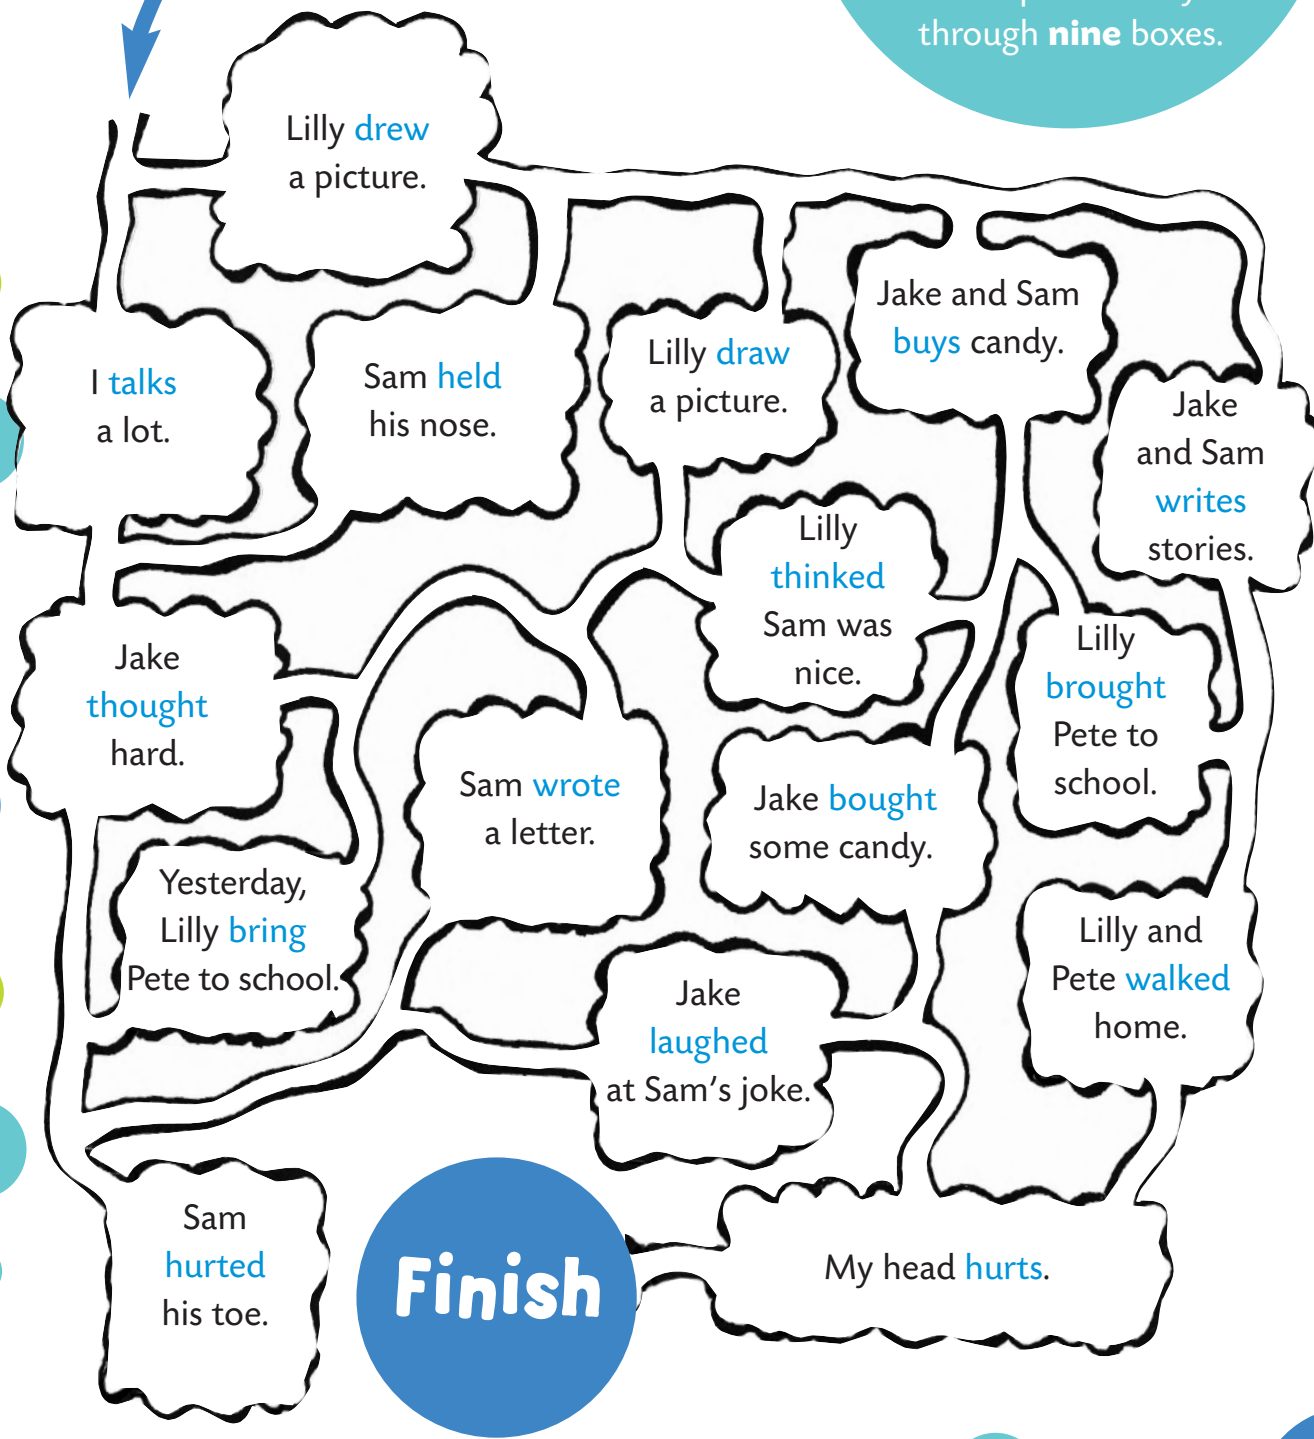 through nine boxes.
Lilly drew
a picture.
I talks
a lot.
Sam held
his nose.
Lilly draw
a picture.
Jake and Sam
buys candy.
Jake
and Sam
writes
stories.
Lilly
thinked
Sam was
nice.
Jake
thought
hard.
Lilly
brought
Pete to
school.
Sam wrote
a letter.
Jake bought
some candy.
Yesterday,
Lilly bring
Pete to school.
Lilly and
Pete walked
home.
Jake
laughed
at Sam's joke.
Sam
hurted
his toe.
Finish
My head hurts.